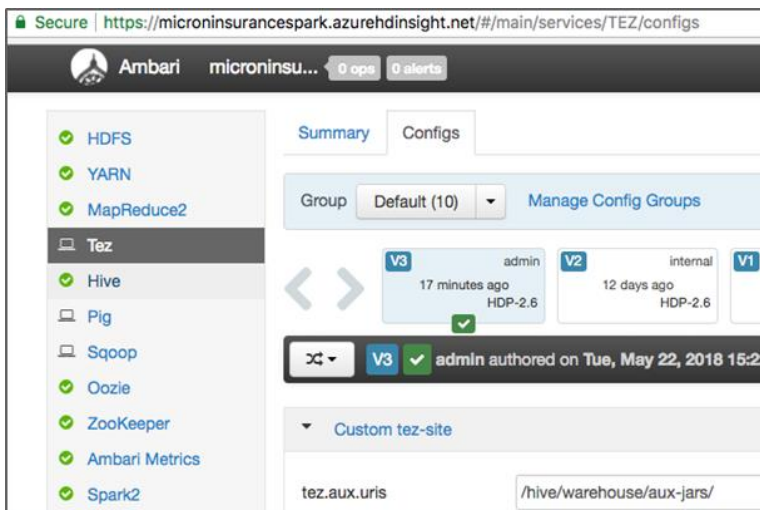 Secure | https://microninsurancespark.azurehdinsight.net/#/main/services/TEZ/configs
Ambari microninsu... 0 ops 0 alerts
HDFS
YARN
MapReduce2
Tez
Hive
Pig
Sqoop
Oozie
ZooKeeper
Ambari Metrics
Spark2
Summary Configs
Group Default (10) Manage Config Groups
V3 admin
17 minutes ago
HDP-2.6
V2 internal
12 days ago
HDP-2.6
V1
V3 admin authored on Tue, May 22, 2018 15:2
Custom tez-site
tez.aux.uris /hive/warehouse/aux-jars/